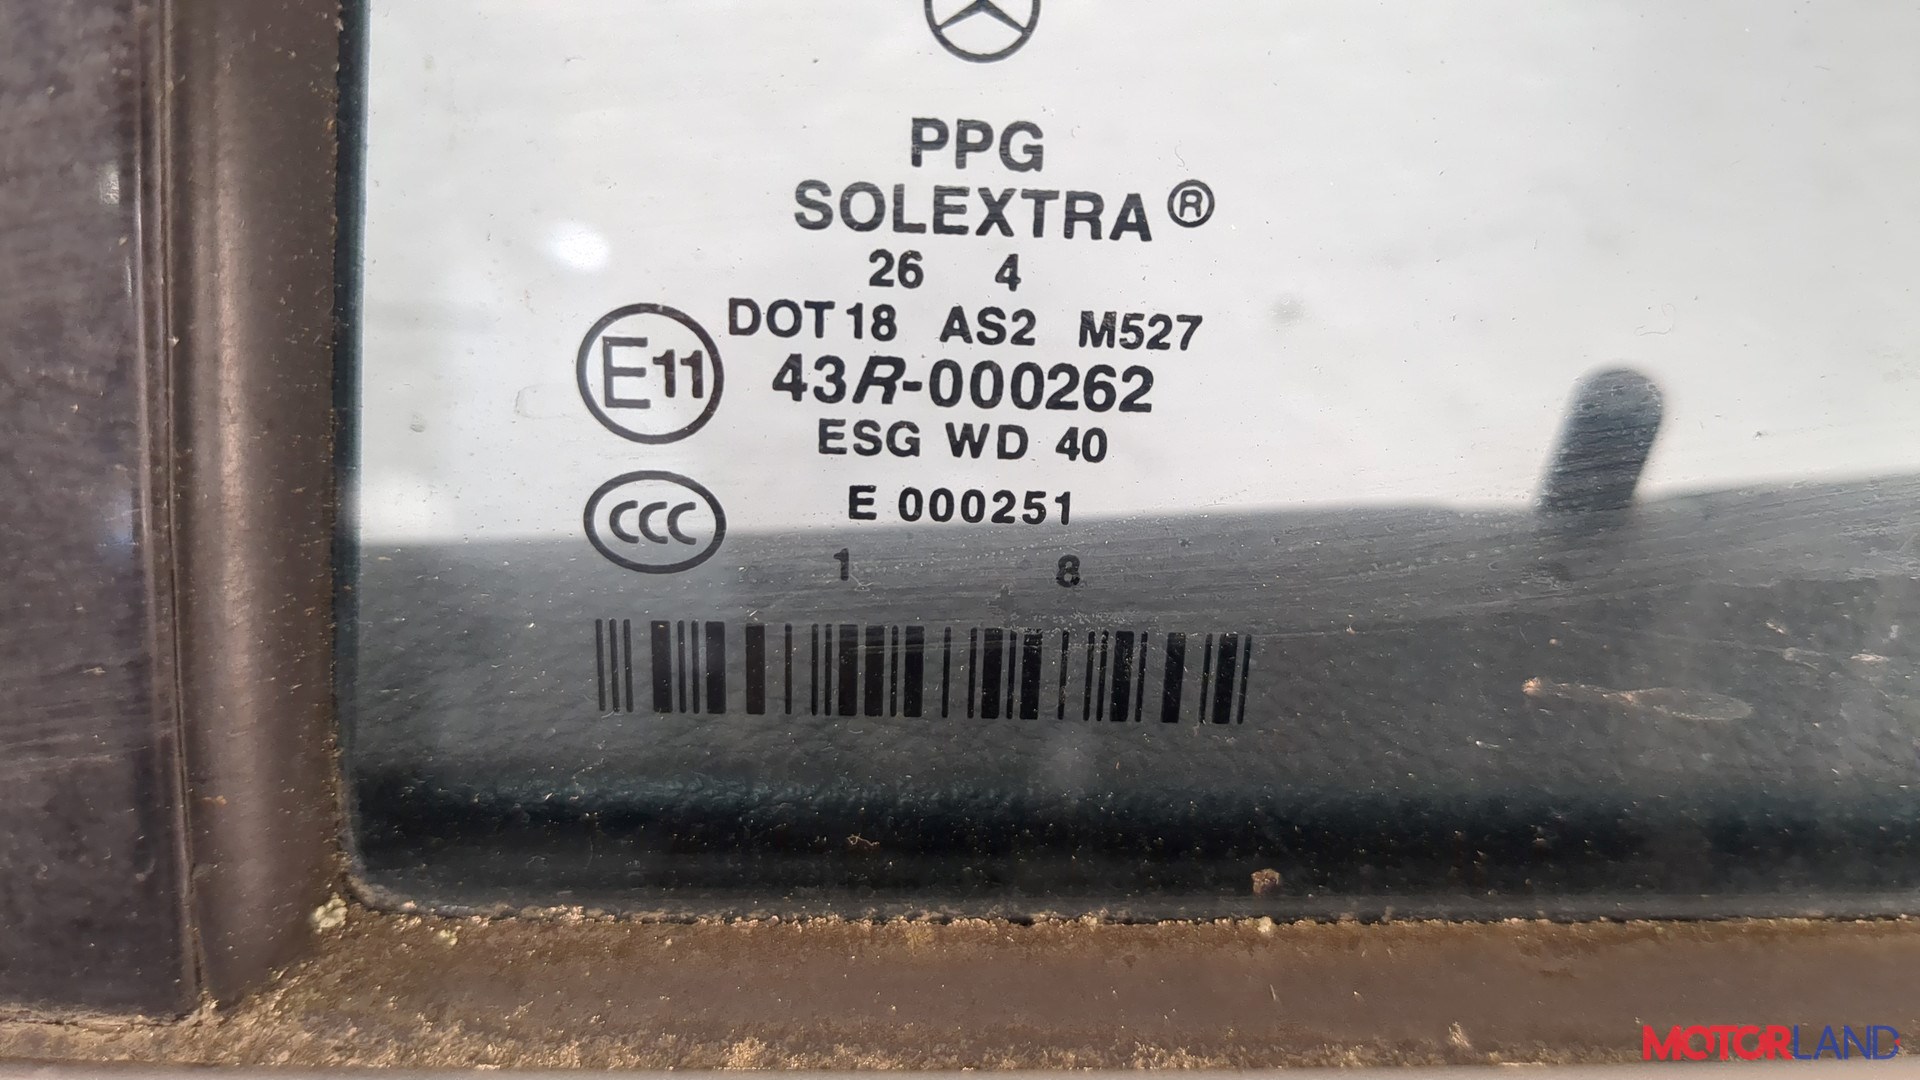 PPG
SOLEXTRA®
26 4
DOT 18 AS2 M527
E11 43R-000262
ESG WD 40
CCC E 000251
1 8
MOTORLAND